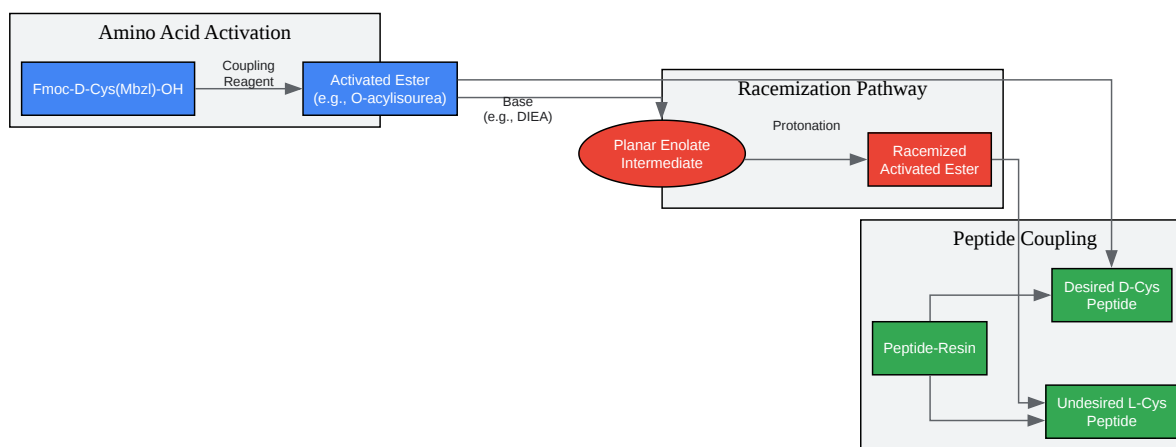 Amino Acid Activation
Fmoc-D-Cys(Mbzl)-OH
Coupling
Reagent
Activated Ester
(e.g., O-acylisourea)
Base
(e.g., DIEA)
Racemization Pathway
Planar Enolate
Intermediate
Protonation
Racemized
Activated Ester
Peptide Coupling
Desired D-Cys
Peptide
Peptide-Resin
Undesired L-Cys
Peptide